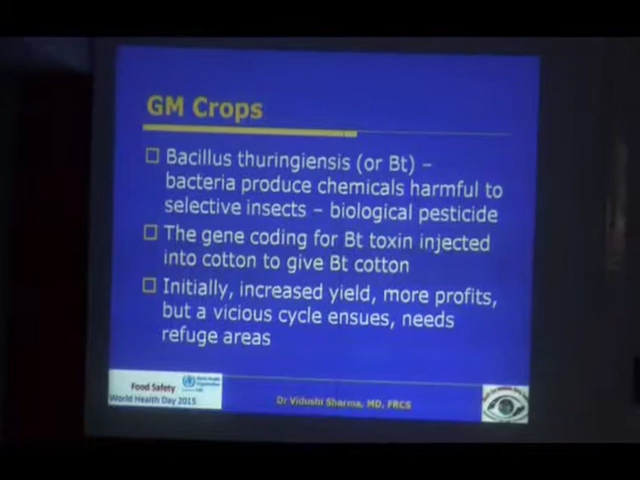 GM Crops
Bacillus thuringiensis (or Bt) –
bacteria produce chemicals harmful to
selective insects – biological pesticide
The gene coding for Bt toxin injected
into cotton to give Bt cotton
Initially, increased yield, more profits,
but a vicious cycle ensues, needs
refuge areas
Food Safety
World Health Day 2015
Dr Vidushi Sharma, MD, FRCS